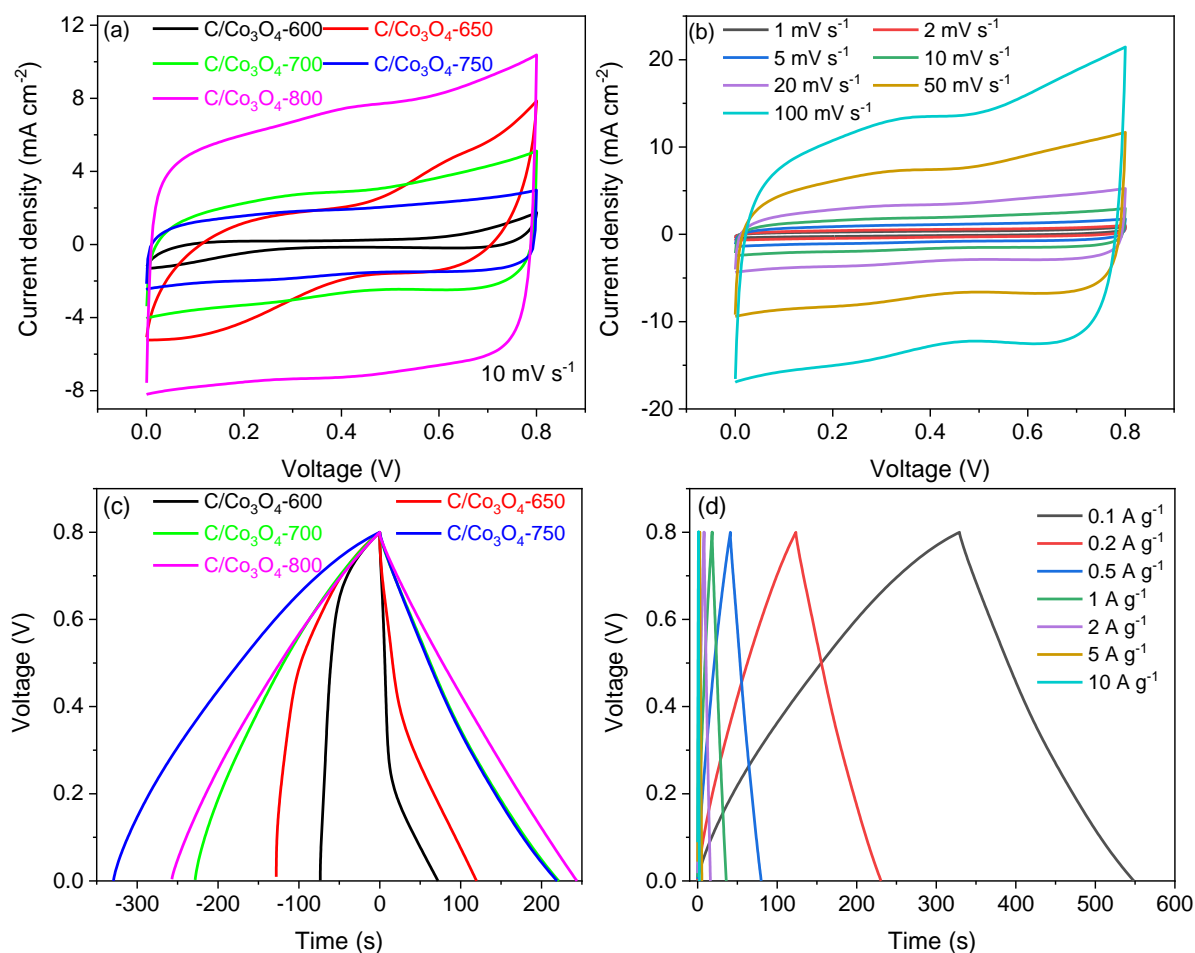 (a)
C/Co₃O₄-600
C/Co₃O₄-650
C/Co₃O₄-700
C/Co₃O₄-750
C/Co₃O₄-800
12
8
4
0
-4
-8
Current density (mA cm⁻²)
10 mV s⁻¹
0.0 0.2 0.4 0.6 0.8
Voltage (V)
(b)
1 mV s⁻¹
2 mV s⁻¹
5 mV s⁻¹
10 mV s⁻¹
20 mV s⁻¹
50 mV s⁻¹
100 mV s⁻¹
20
10
0
-10
-20
Current density (mA cm⁻²)
0.0 0.2 0.4 0.6 0.8
Voltage (V)
(c)
C/Co₃O₄-600
C/Co₃O₄-650
C/Co₃O₄-700
C/Co₃O₄-750
C/Co₃O₄-800
0.8
0.6
0.4
0.2
0.0
Voltage (V)
-300 -200 -100 0 100 200
Time (s)
(d)
0.1 A g⁻¹
0.2 A g⁻¹
0.5 A g⁻¹
1 A g⁻¹
2 A g⁻¹
5 A g⁻¹
10 A g⁻¹
0.8
0.6
0.4
0.2
0.0
Voltage (V)
0 100 200 300 400 500 600
Time (s)